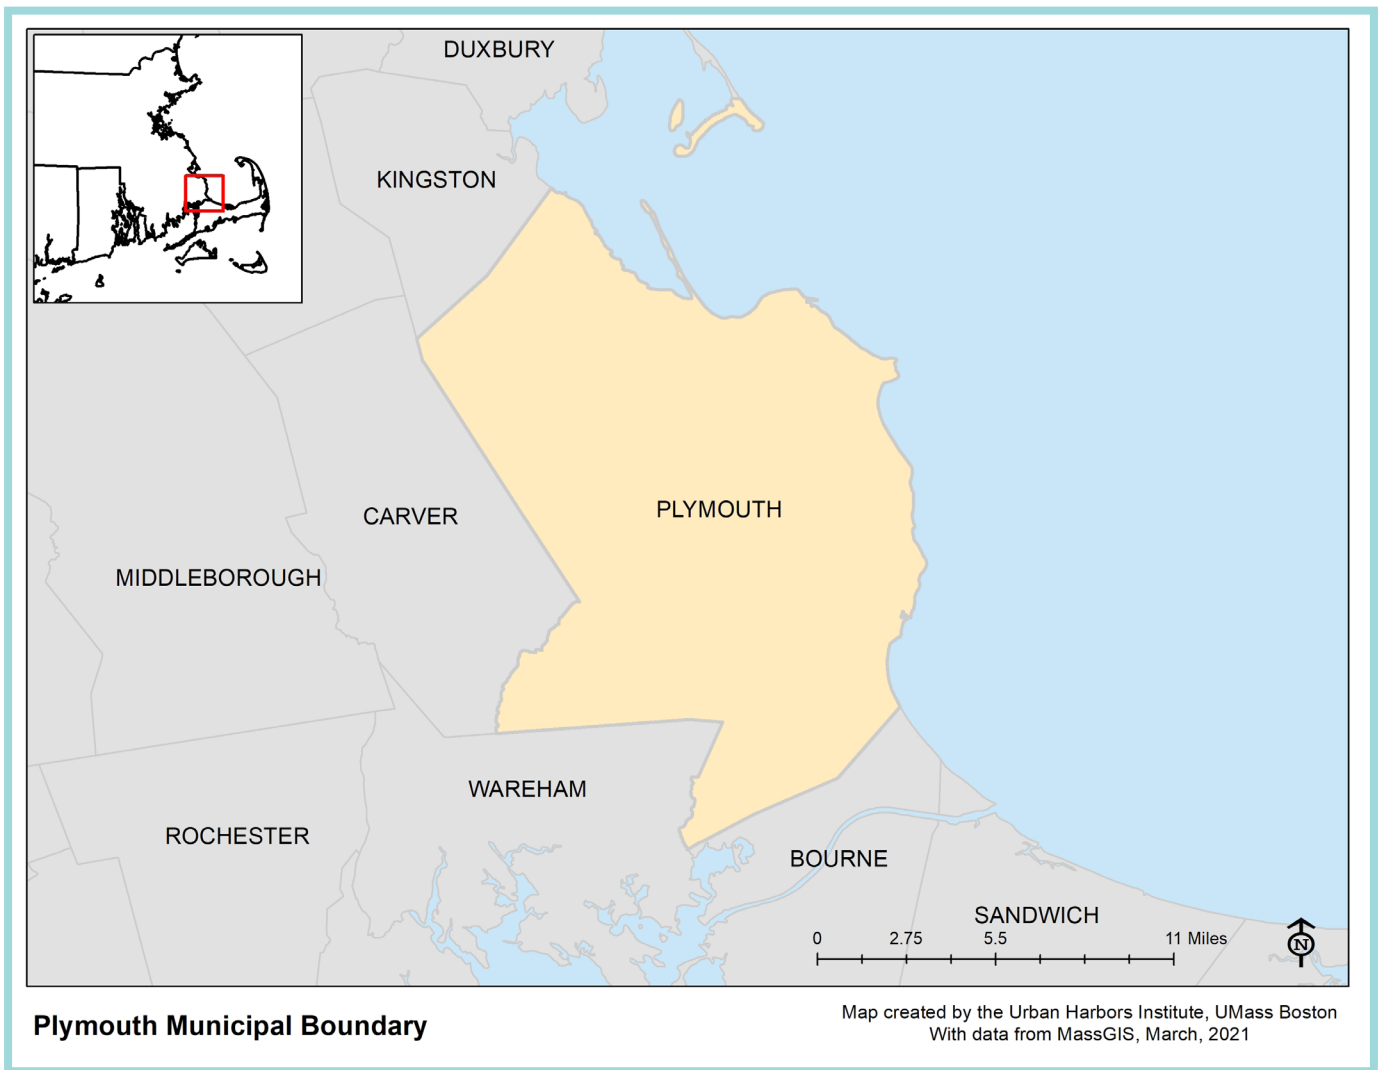 DUXBURY
KINGSTON
PLYMOUTH
CARVER
MIDDLEBOROUGH
WAREHAM
ROCHESTER
BOURNE
SANDWICH
0 2.75 5.5 11 Miles
N
Plymouth Municipal Boundary
Map created by the Urban Harbors Institute, UMass Boston
With data from MassGIS, March, 2021